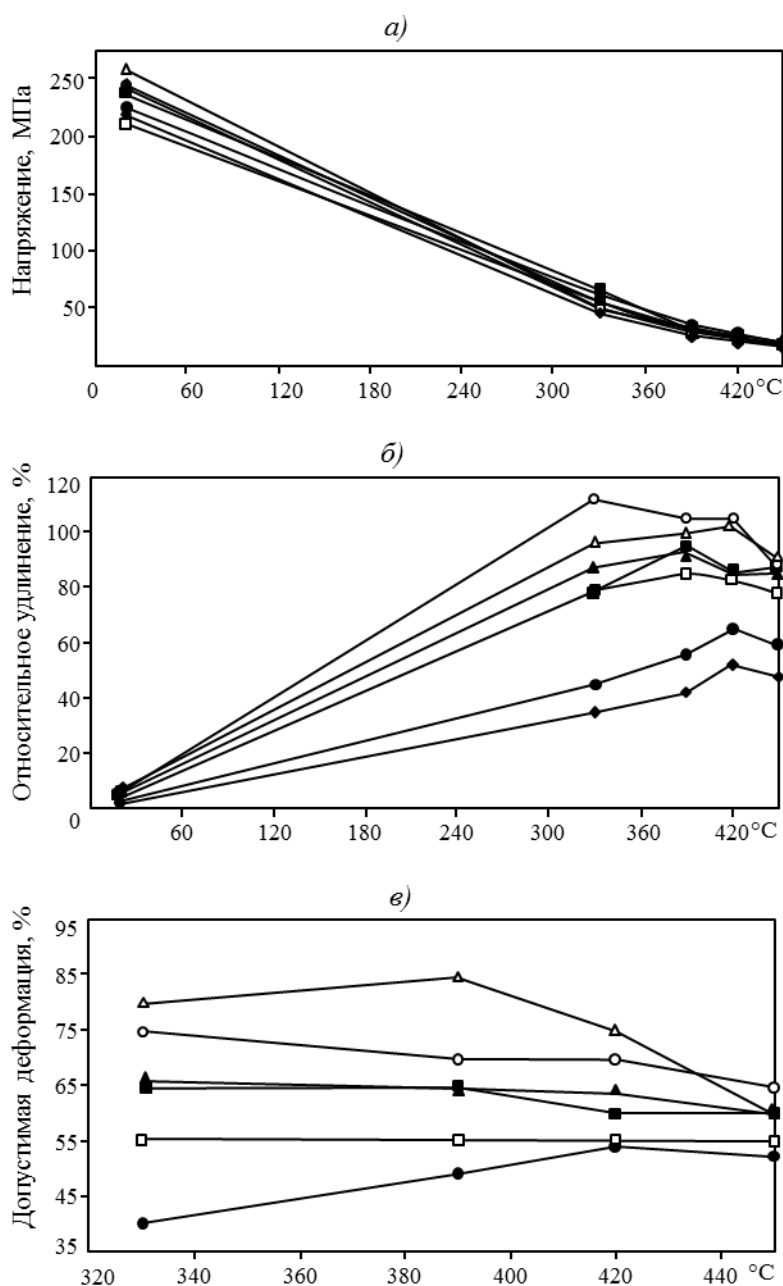 а)
Напряжение, МПа
250
200
150
100
50
0 60 120 180 240 300 360 420 °C
б)
Относительное удлинение, %
120
100
80
60
40
20
0
60 120 180 240 300 360 420 °C
в)
Допустимая деформация, %
95
85
75
65
55
45
35
320 340 360 380 400 420 440 °C